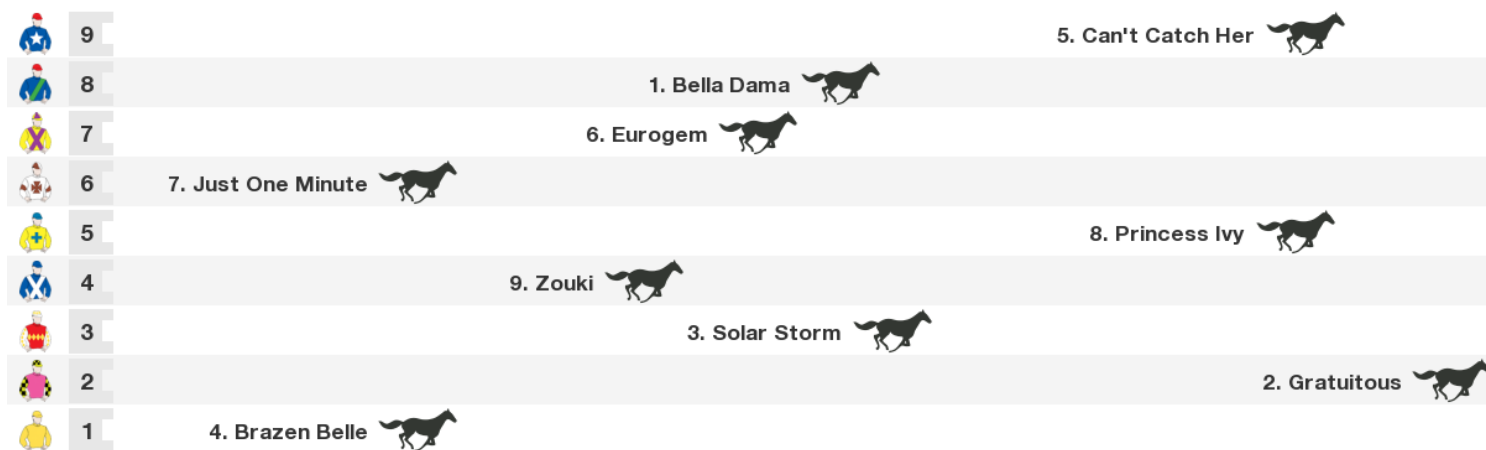 9 5. Can't Catch Her
8 1. Bella Dama
7 6. Eurogem
6 7. Just One Minute
5 8. Princess Ivy
4 9. Zouki
3 3. Solar Storm
2 2. Gratuitous
1 4. Brazen Belle